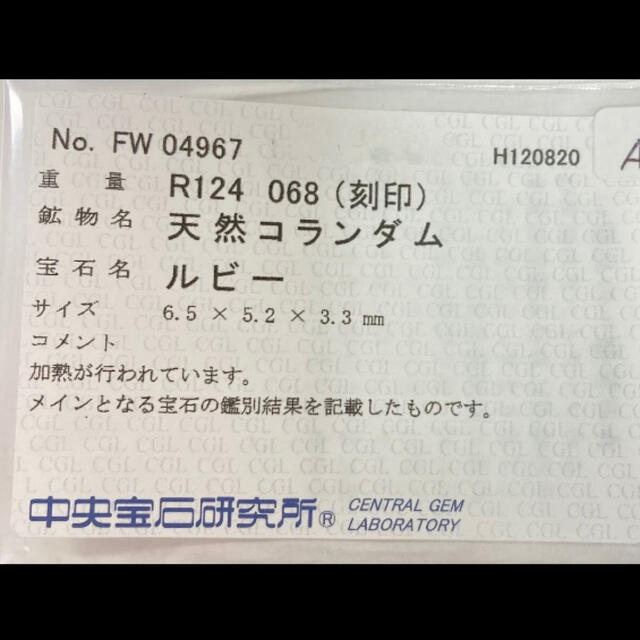 No. FW 04967
H120820
A
重 量 R124 068 (刻印)
鉱物名 天然コランダム
宝石名 ルビー
サイズ 6.5 × 5.2 × 3.3 mm
コメント
加熱が行われています。
メインとなる宝石の鑑別結果を記載したものです。
中央宝石研究所® CENTRAL GEM
LABORATORY